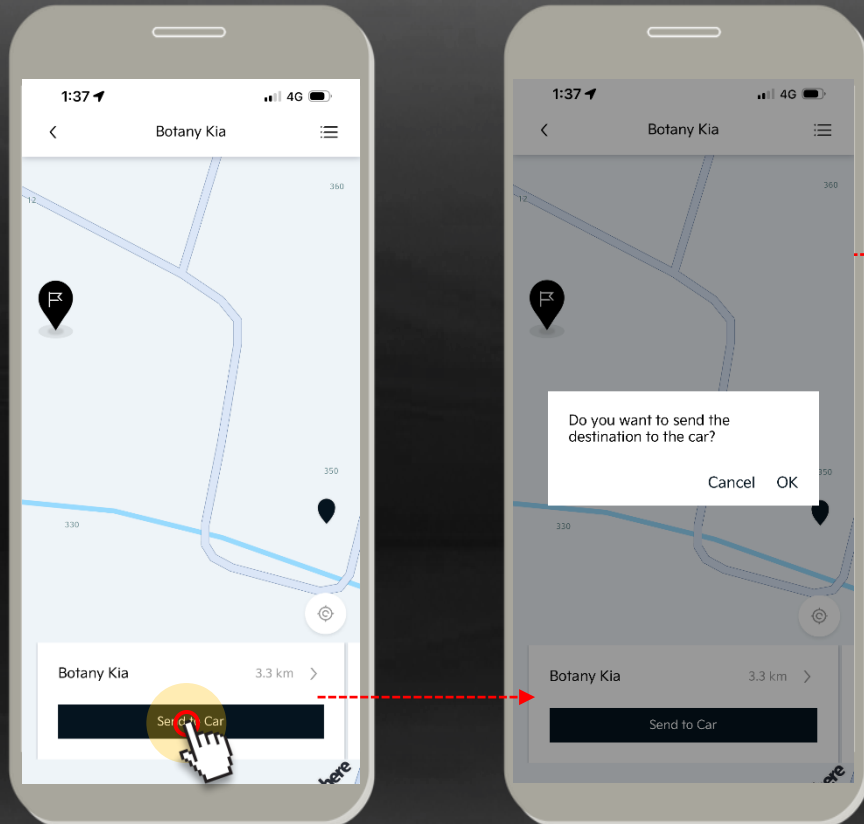 1:37 4G
Botany Kia
360
12
350
330
Botany Kia 3.3 km
Send to Car
here
1:37 4G
Botany Kia
360
12
Do you want to send the
destination to the car?
Cancel OK
350
330
Botany Kia 3.3 km
Send to Car